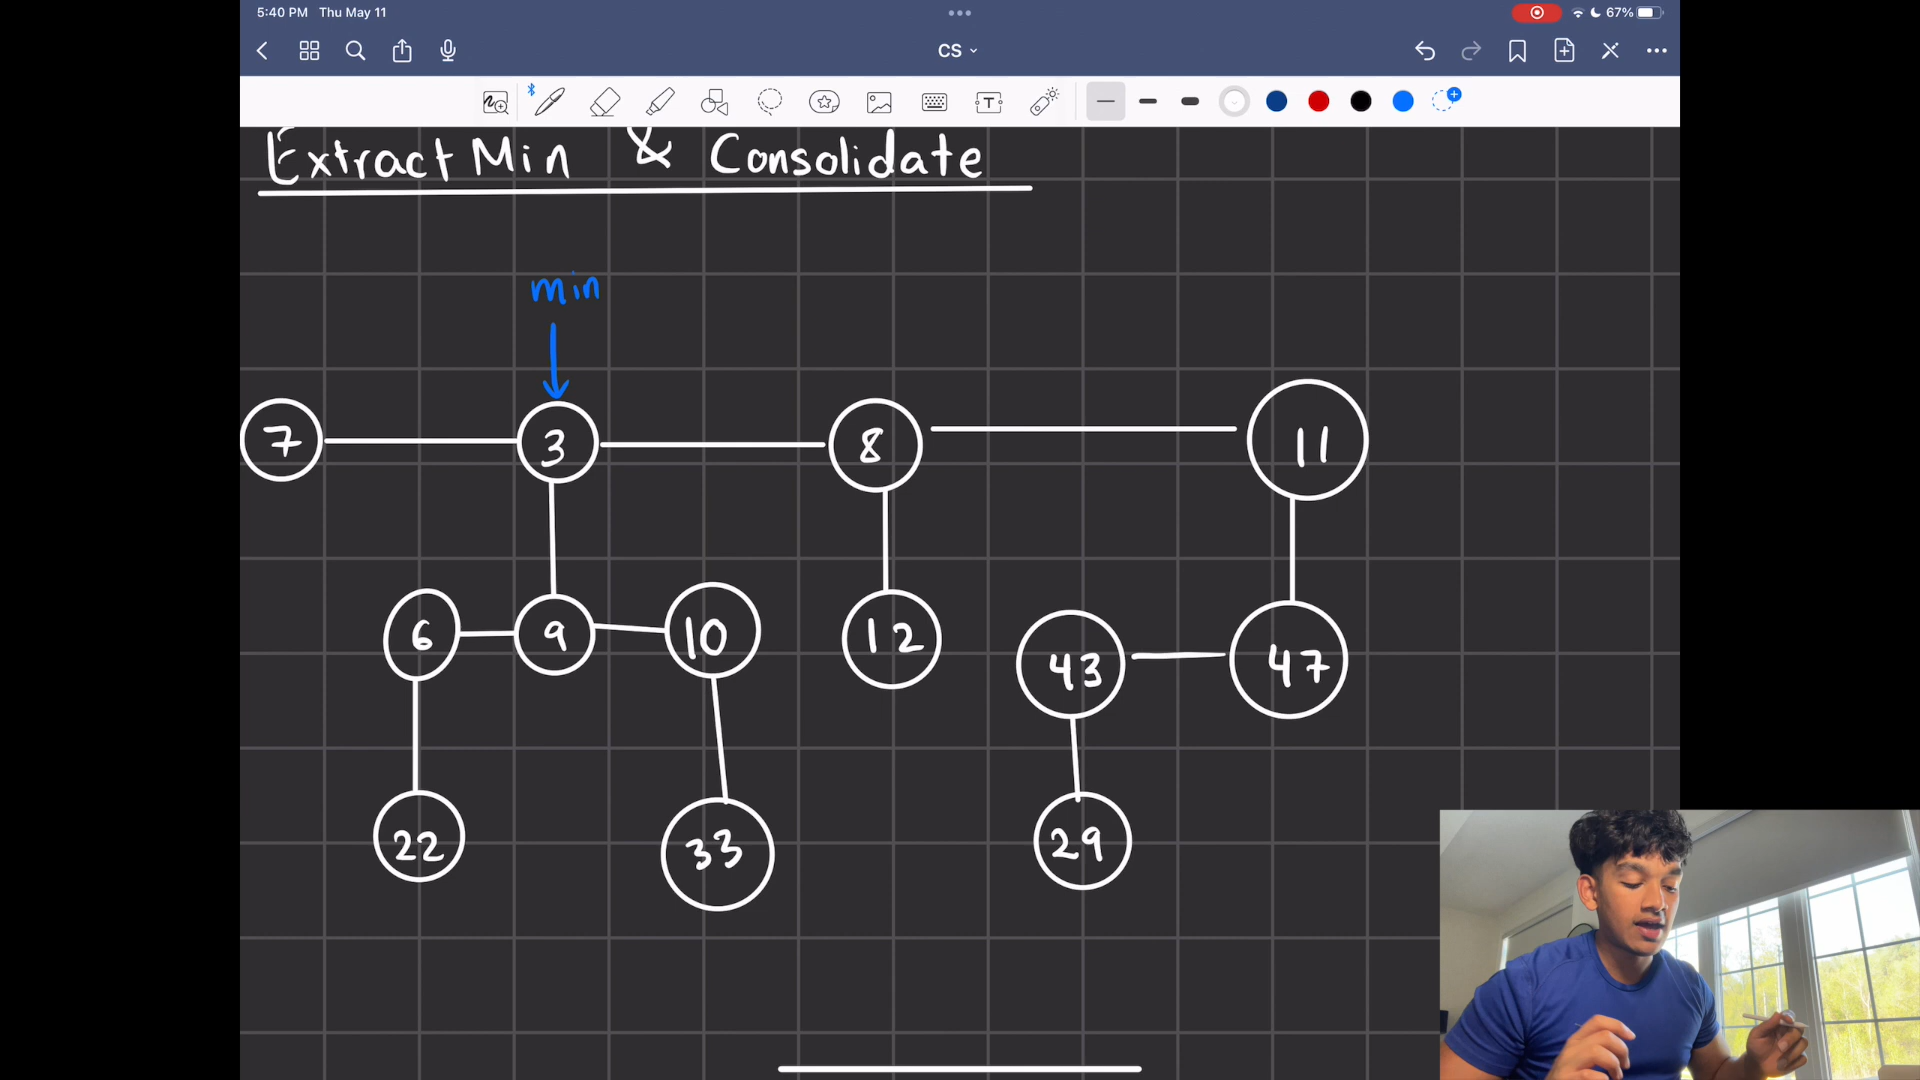 5:40 PM Thu May 11
67%
CS
T
Extract Min & Consolidate
min
7 3 8 11
6 9 10 12 43 47
22 33 29